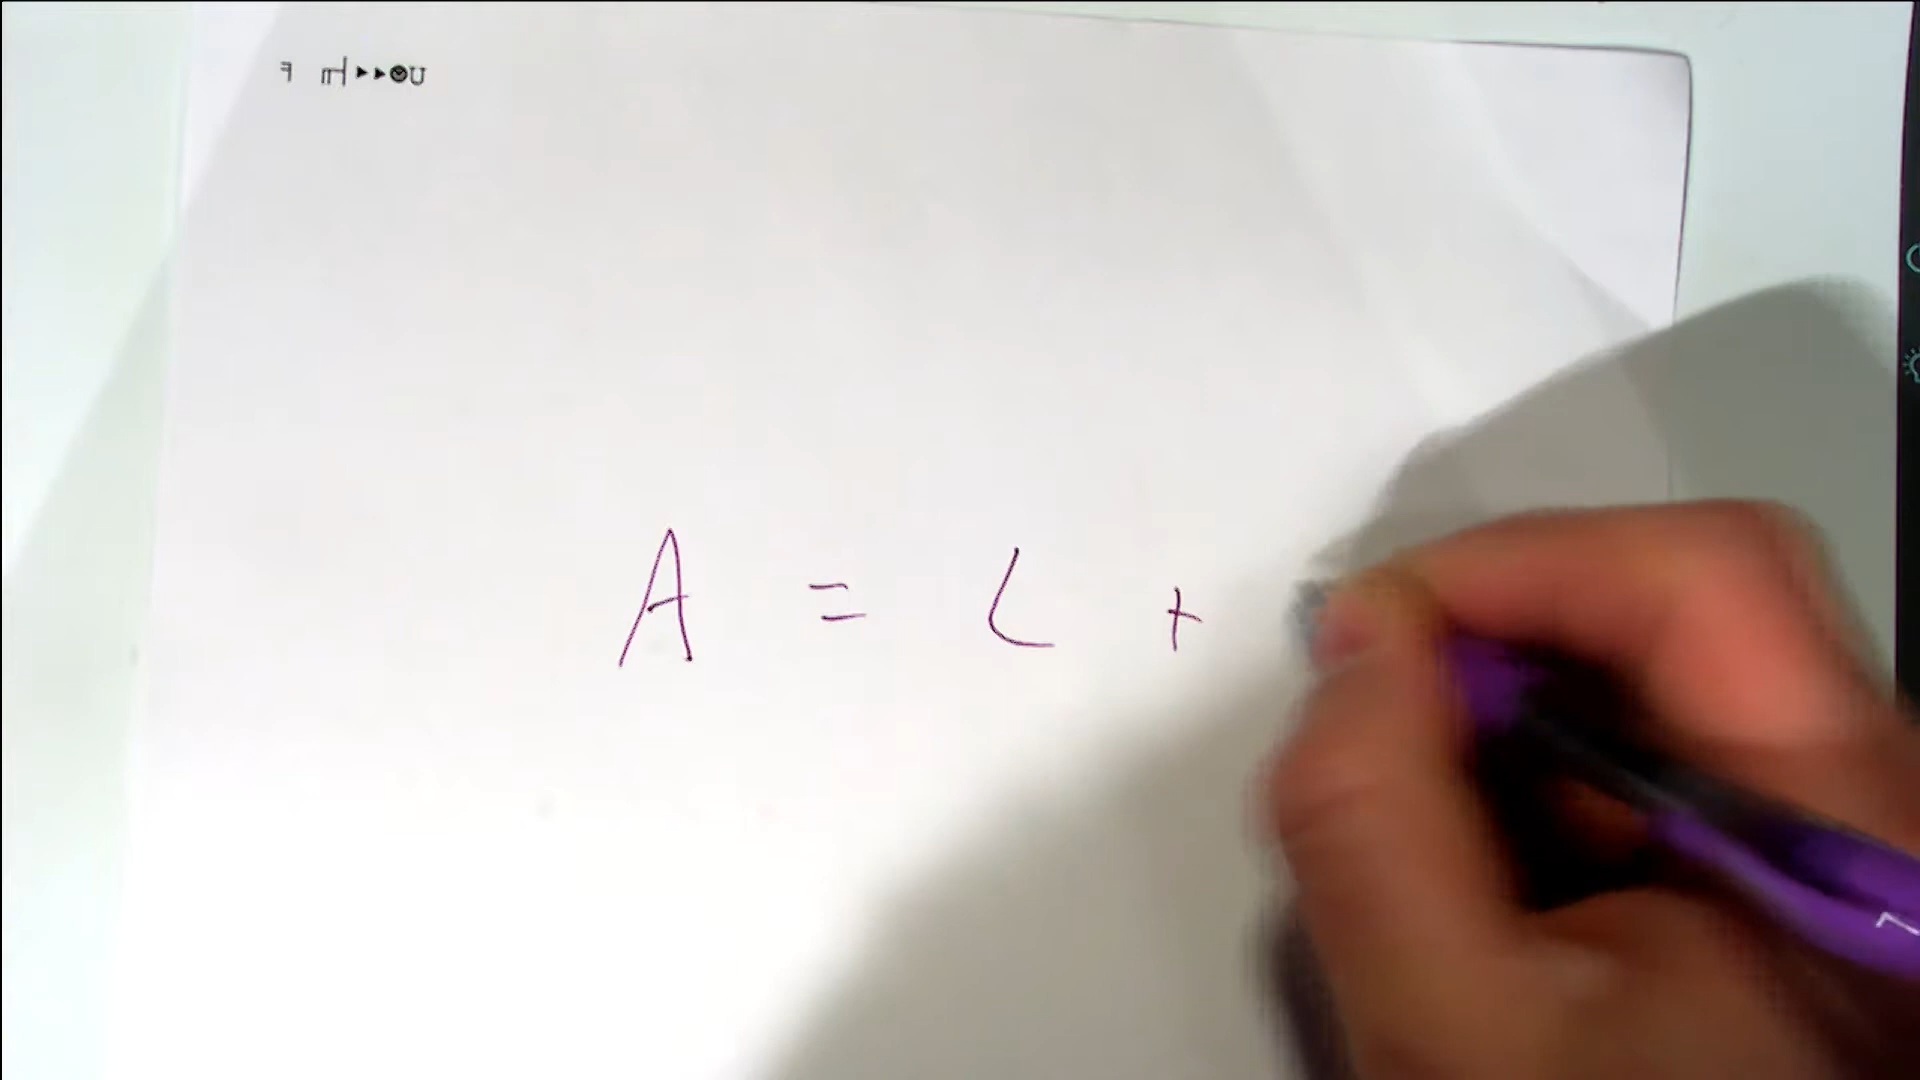 A = L +